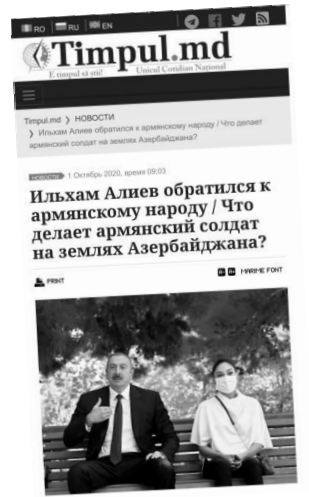 RO RU EN
Timpul.md
E timpul să știi! Unicul Cotidian Național
Timpul.md ❯ НОВОСТИ
❯ Ильхам Алиев обратился к армянскому народу / Что делает
армянский солдат на землях Азербайджана?
НОВОСТИ 1 Октябрь 2020, время 09:03
Ильхам Алиев обратился к
армянскому народу / Что
делает армянский солдат
на землях Азербайджана?
PRINT
MARIME FONT